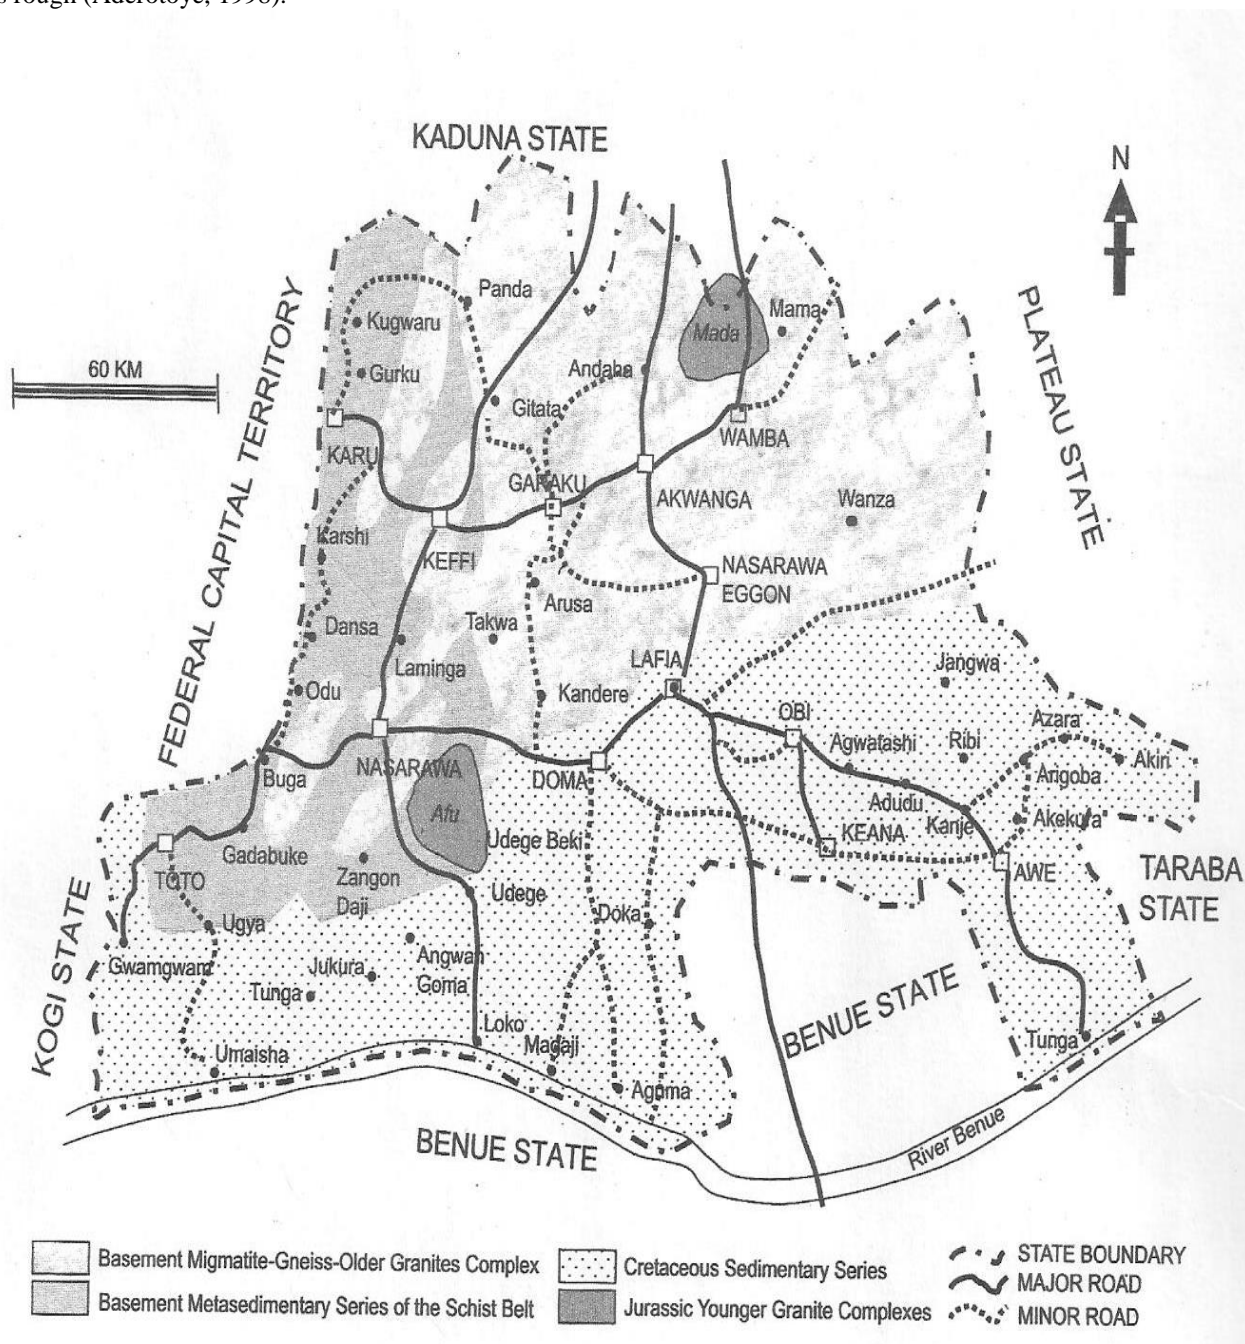 s rough (Aderotoye, 1998).
KADUNA STATE
N
FEDERAL CAPITAL TERRITORY
PLATEAU STATE
60 KM
Panda
Kugwaru
Mama
Mada
Gurku
Andaha
Gitata
KARU
WAMBA
GARAKU
AKWANGA
Wanza
Karshi
KEFFI
NASARAWA
EGGON
Arusa
Dansa
Takwa
Laminga
LAFIA
Jangwa
Odu
Kandere
OBI
Azara
Agwatashi
Ribi
Buga
NASARAWA
DOMA
Arigoba
Akiri
Afu
Adudu
Kanje
Akekura
Udege Beki
KEANA
Gadabuke
TOTO
Zangon
Daji
AWE
TARABA
STATE
Udege
Ugya
Doka
KOGI STATE
Gwamgwam
Jukura
Angwan
Goma
Tunga
BENUE STATE
Loko
Madaji
Tunga
Umaisha
Agoma
BENUE STATE
River Benue
Basement Migmatite-Gneiss-Older Granites Complex
Basement Metasedimentary Series of the Schist Belt
Cretaceous Sedimentary Series
Jurassic Younger Granite Complexes
STATE BOUNDARY
MAJOR ROAD
MINOR ROAD